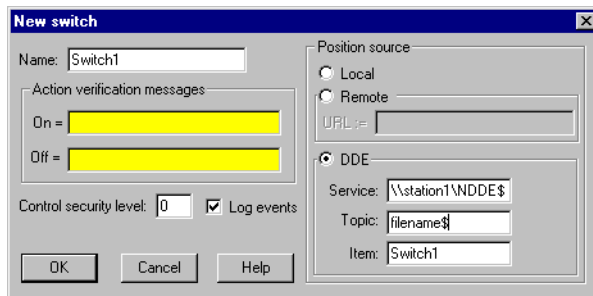 New switch
Name: Switch1
Action verification messages
On =
Off =
Control security level: 0
Log events
OK
Cancel
Help
Position source
Local
Remote
URL :=
DDE
Service: \\station1\NDDE$
Topic: filename$
Item: Switch1